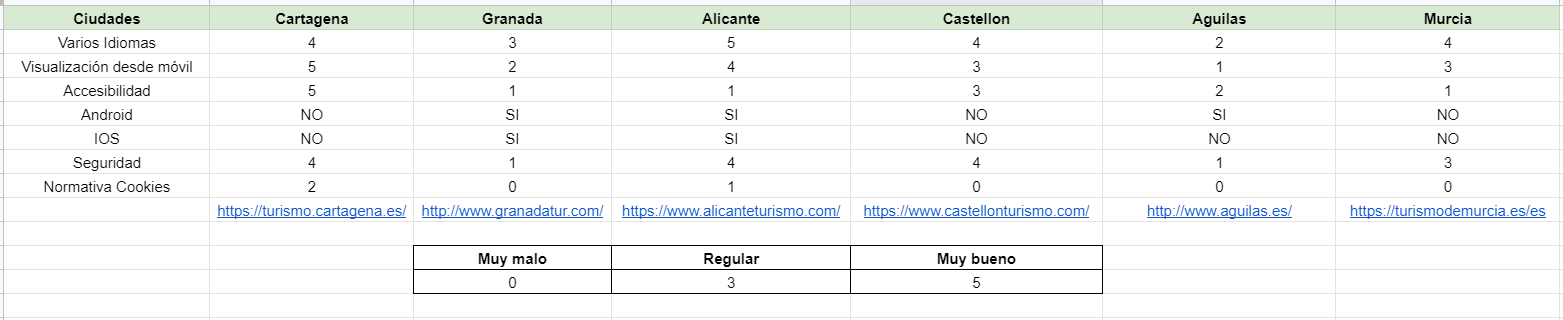 Ciudades Cartagena Granada Alicante Castellon Aguilas Murcia
Varios Idiomas 4 3 5 4 2 4
Visualización desde móvil 5 2 4 3 1 3
Accesibilidad 5 1 1 3 2 1
Android NO SI SI NO SI NO
IOS NO SI SI NO NO NO
Seguridad 4 1 4 4 1 3
Normativa Cookies 2 0 1 0 0 0
https://turismo.cartagena.es/ http://www.granadatur.com/ https://www.alicanteturismo.com/ https://www.castellonturismo.com/ http://www.aguilas.es/ https://turismodemurcia.es/es
Muy malo Regular Muy bueno
0 3 5